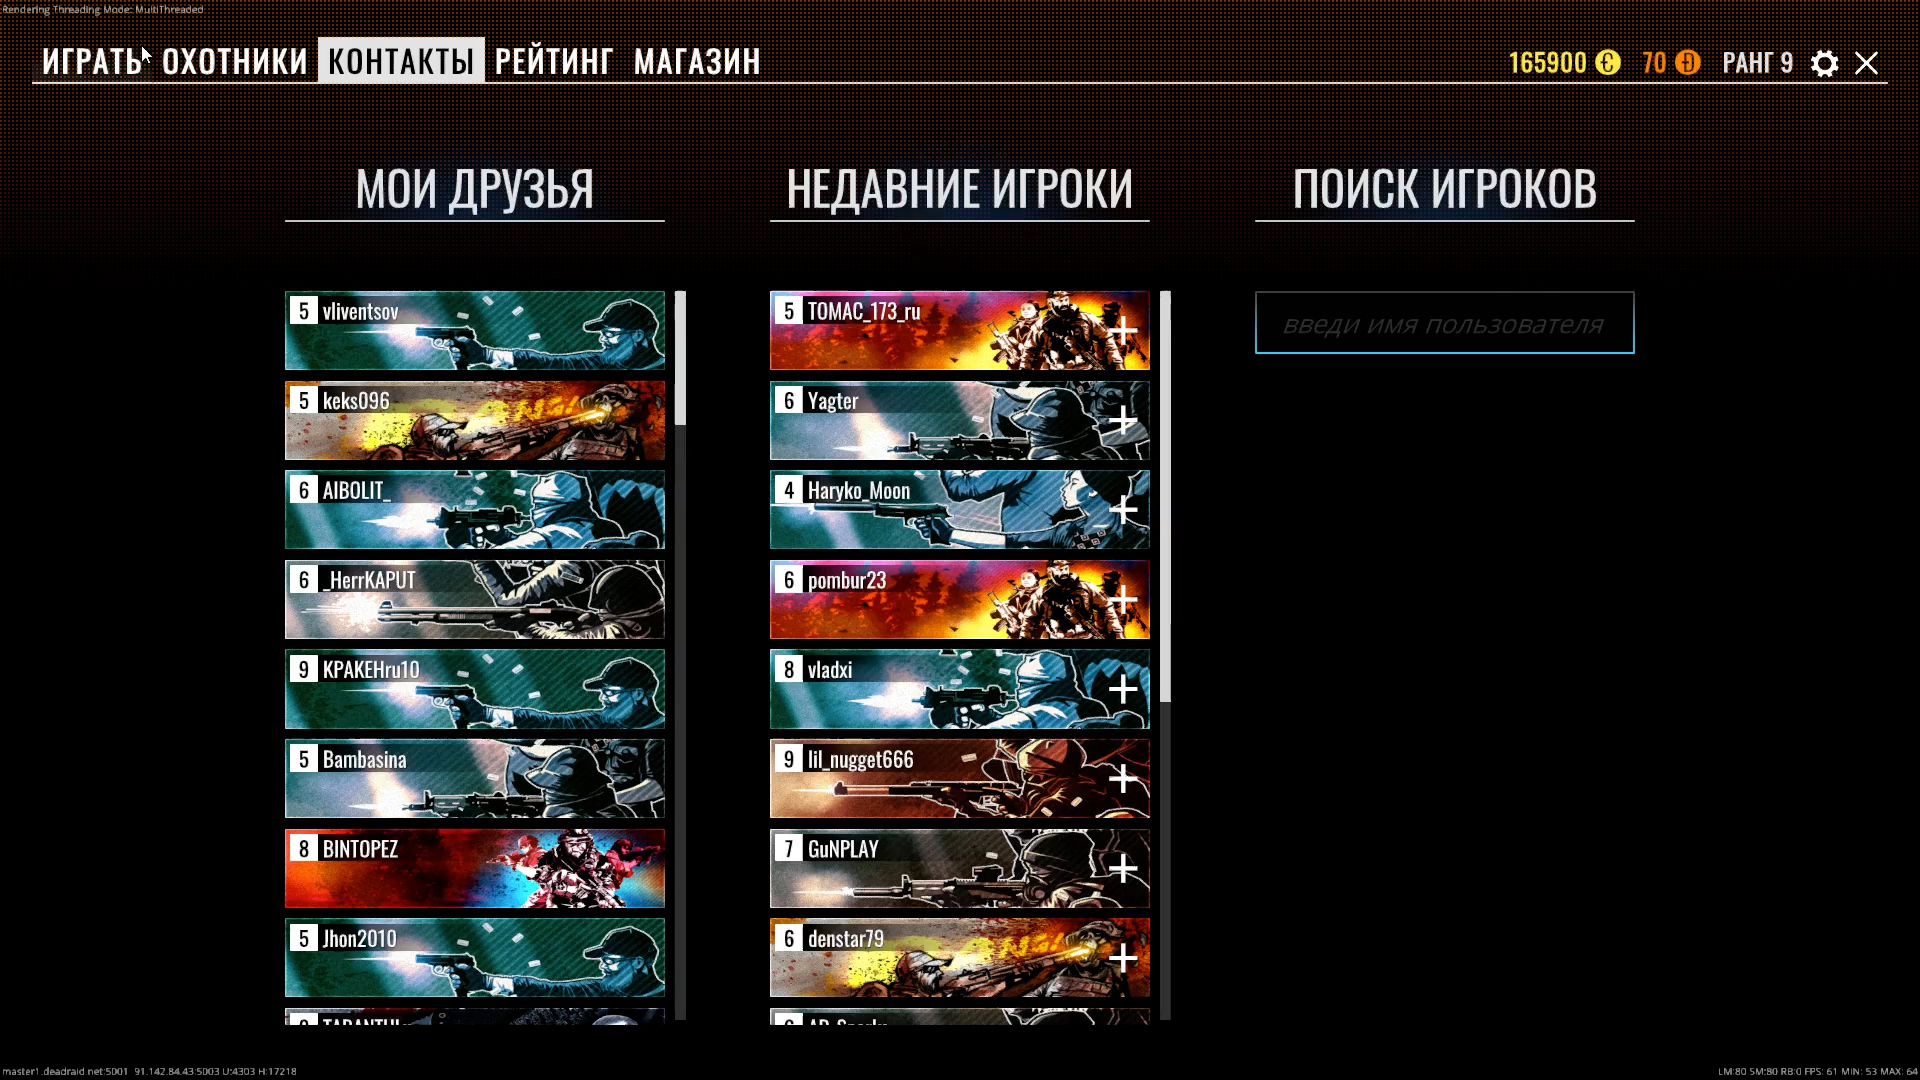 Rendering Threading Mode: MultiThreaded
ИГРАТЬ ОХОТНИКИ КОНТАКТЫ РЕЙТИНГ МАГАЗИН
165900 70 РАНГ 9
МОИ ДРУЗЬЯ
5 vliventsov
5 keks096
6 AIBOLIT_
6 _HerrKAPUT
9 KPAKEHru10
5 Bambasina
8 BINTOPEZ
5 Jhon2010
НЕДАВНИЕ ИГРОКИ
5 TOMAC_173_ru
6 Yagter
4 Haryko_Moon
6 pombur23
8 vladxi
9 lil_nugget666
7 GuNPLAY
6 denstar79
ПОИСК ИГРОКОВ
введи имя пользователя
master1.deadraid.net:5001 91.142.84.43:5003 U:4303 H:17218
LM:80 SM:80 RB:0 FPS: 61 MIN: 53 MAX: 64